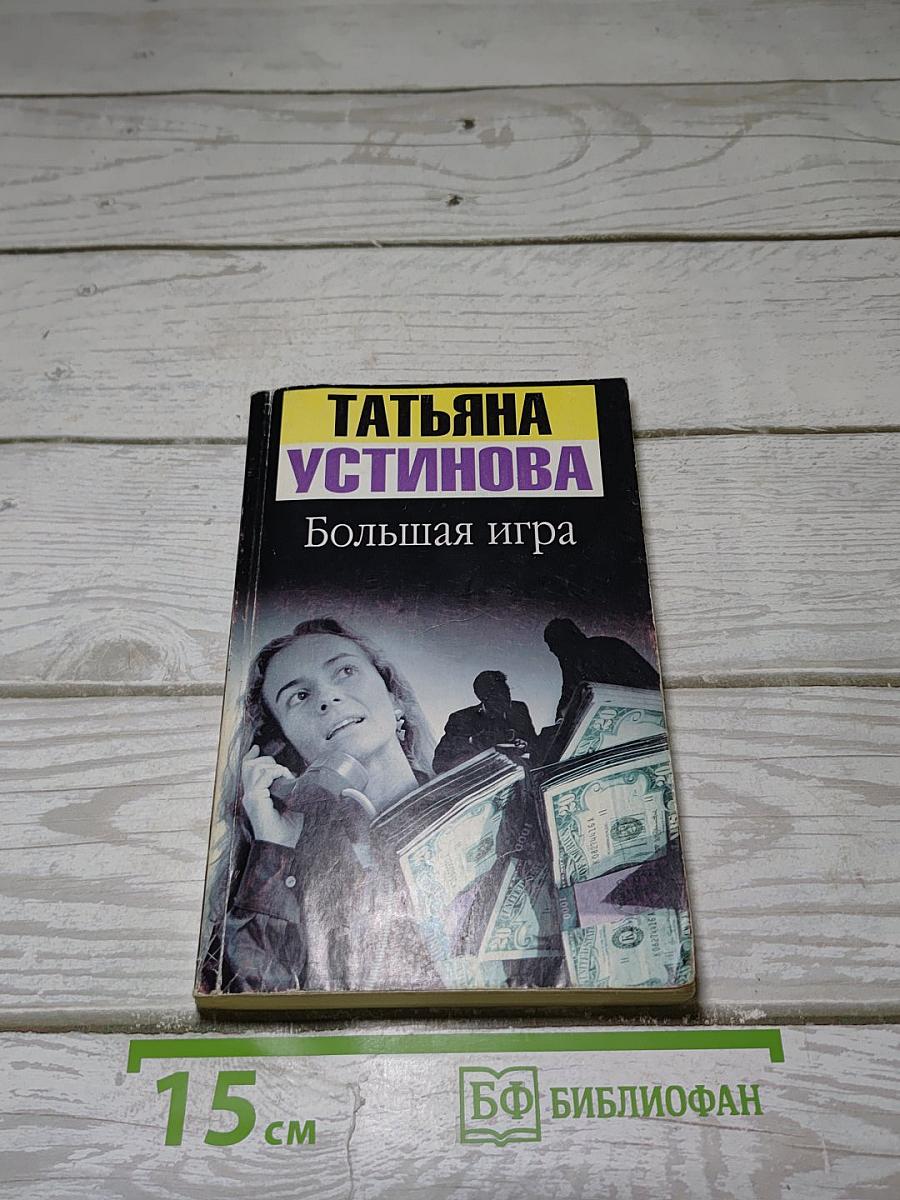 ТАТЬЯНА
УСТИНОВА
Большая игра
15 см
БФ БИБЛИОФАН